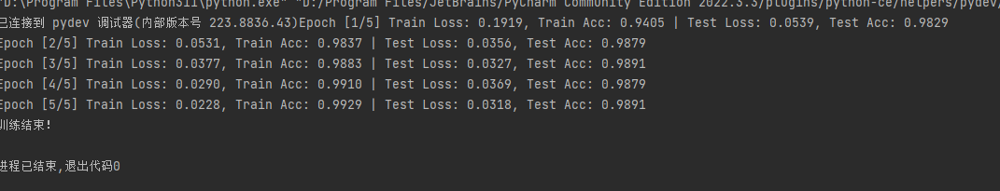 "D:\Program Files\Python311\python.exe" "D:/Program Files/JetBrains/PyCharm Community Edition 2022.3.3/plugins/python-ce/helpers/pydev/
已连接到 pydev 调试器(内部版本号 223.8836.43)Epoch [1/5] Train Loss: 0.1919, Train Acc: 0.9405 | Test Loss: 0.0539, Test Acc: 0.9829
Epoch [2/5] Train Loss: 0.0531, Train Acc: 0.9837 | Test Loss: 0.0356, Test Acc: 0.9879
Epoch [3/5] Train Loss: 0.0377, Train Acc: 0.9883 | Test Loss: 0.0327, Test Acc: 0.9891
Epoch [4/5] Train Loss: 0.0290, Train Acc: 0.9910 | Test Loss: 0.0369, Test Acc: 0.9879
Epoch [5/5] Train Loss: 0.0228, Train Acc: 0.9929 | Test Loss: 0.0318, Test Acc: 0.9891
训练结束!
进程已结束,退出代码0